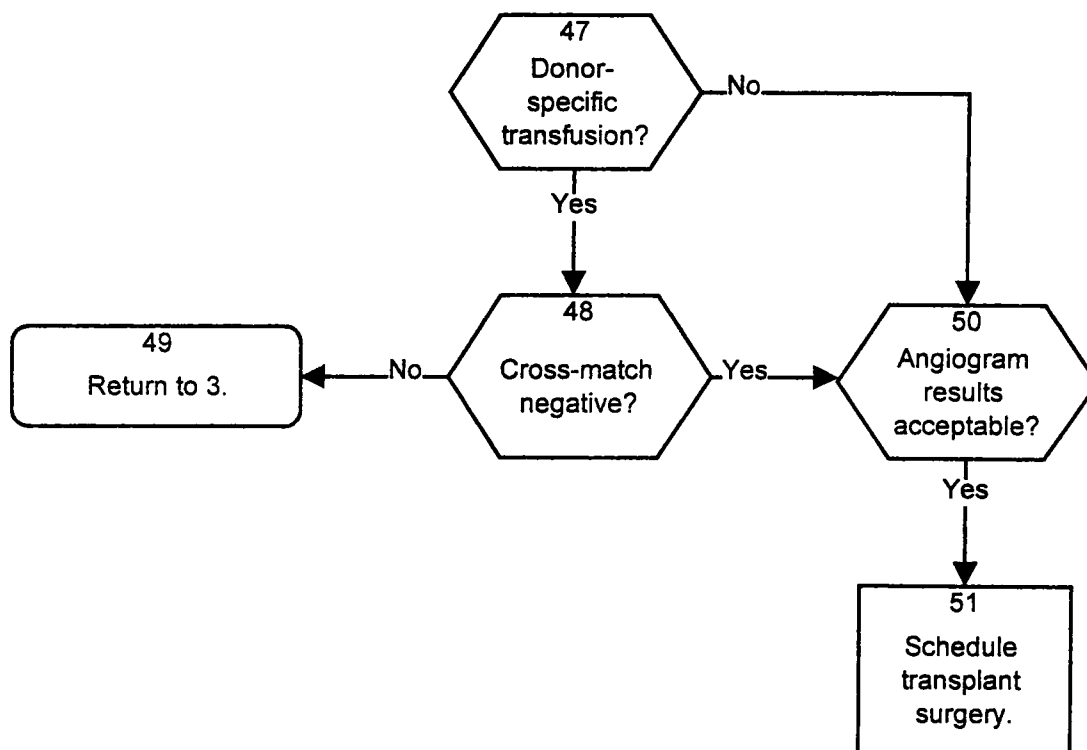 47
Donor-
specific
transfusion?
No
Yes
48
Cross-match
negative?
No
49
Return to 3.
Yes
50
Angiogram
results
acceptable?
Yes
51
Schedule
transplant
surgery.